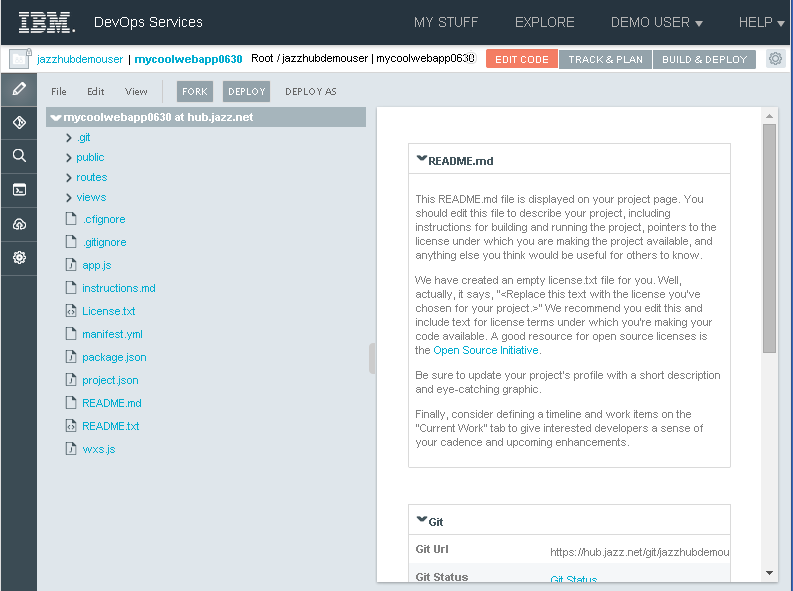 IBM. DevOps Services MY STUFF EXPLORE DEMO USER HELP
jazzhubdemouser | mycoolwebapp0630 Root / jazzhubdemouser | mycoolwebapp0630 EDIT CODE TRACK & PLAN BUILD & DEPLOY
File Edit View FORK DEPLOY DEPLOY AS
mycoolwebapp0630 at hub.jazz.net
.git
public
routes
views
.cfignore
.gitignore
app.js
instructions.md
License.txt
manifest.yml
package.json
project.json
README.md
README.txt
wxs.js
README.md
This README.md file is displayed on your project page. You
should edit this file to describe your project, including
instructions for building and running the project, pointers to the
license under which you are making the project available, and
anything else you think would be useful for others to know.
We have created an empty license.txt file for you. Well,
actually, it says, "<Replace this text with the license you've
chosen for your project.>" We recommend you edit this and
include text for license terms under which you're making your
code available. A good resource for open source licenses is
the Open Source Initiative.
Be sure to update your project's profile with a short description
and eye-catching graphic.
Finally, consider defining a timeline and work items on the
"Current Work" tab to give interested developers a sense of
your cadence and upcoming enhancements.
Git
Git Url https://hub.jazz.net/git/jazzhubdemou
Git Status Git Status